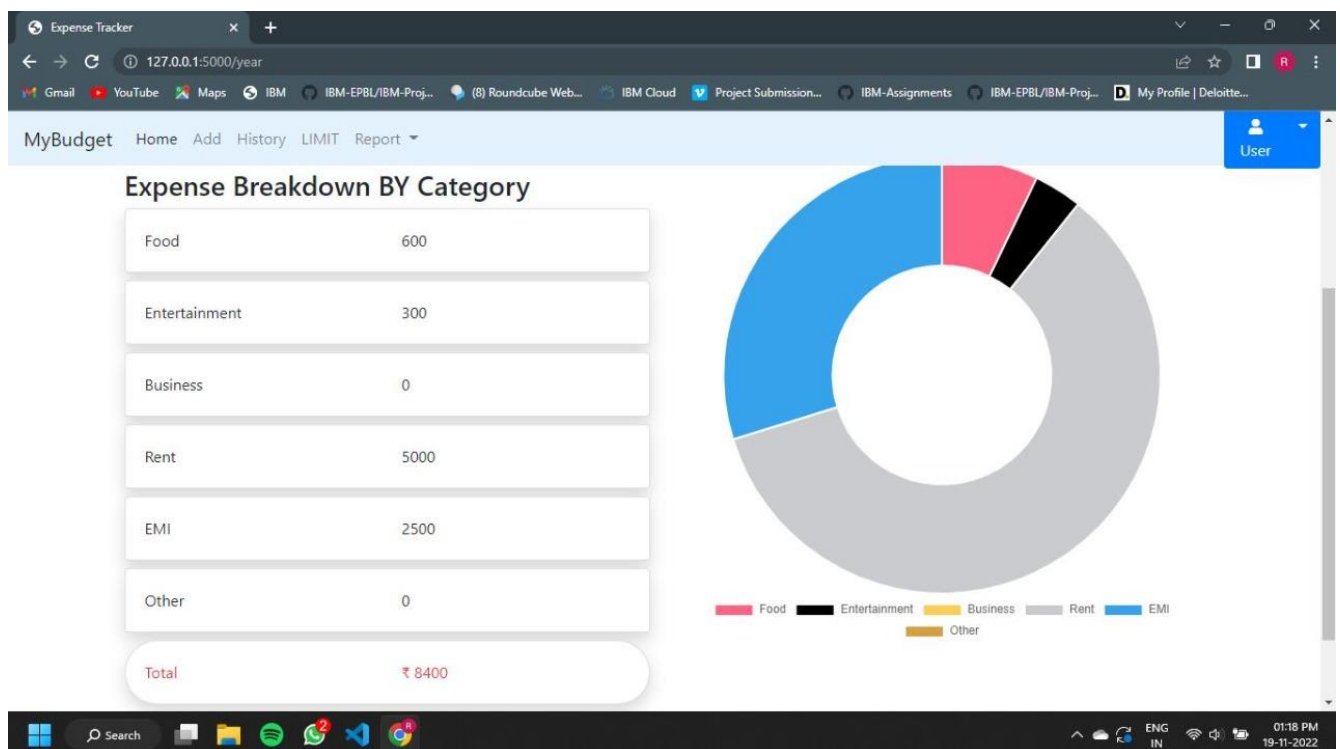 Expense Tracker
127.0.0.1:5000/year
R
Gmail YouTube Maps IBM IBM-EPBL/IBM-Proj... (8) Roundcube Web... IBM Cloud Project Submission... IBM-Assignments IBM-EPBL/IBM-Proj... D. My Profile | Deloitte...
MyBudget Home Add History LIMIT Report
User
Expense Breakdown BY Category
Food 600
Entertainment 300
Business 0
Rent 5000
EMI 2500
Other 0
Total ₹ 8400
Food Entertainment Business Rent EMI
Other
Search 2 R
ENG
IN
01:18 PM
19-11-2022